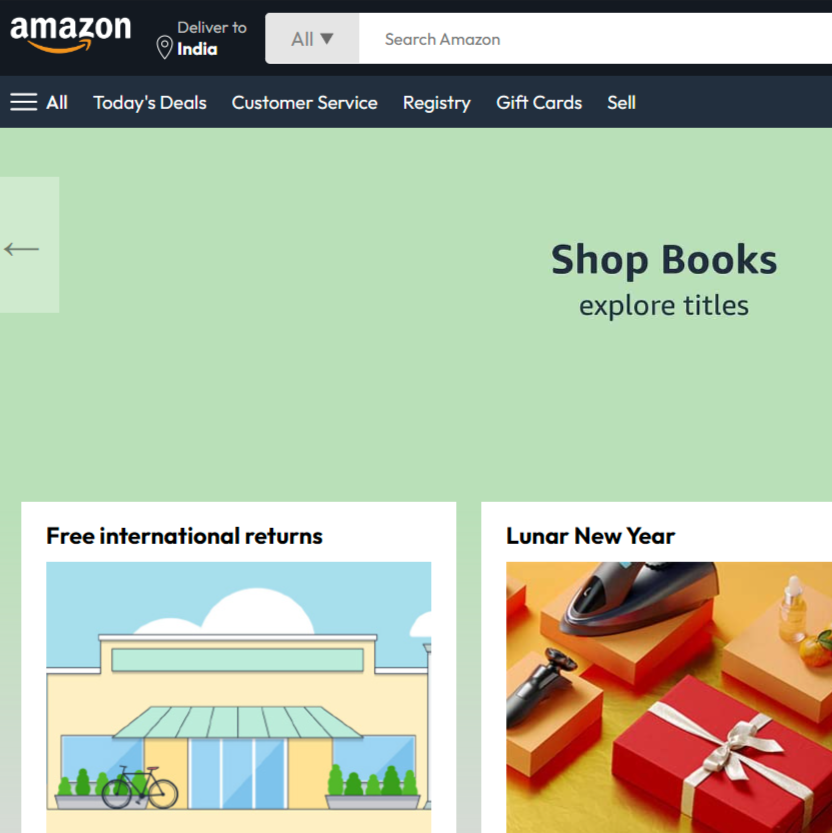 amazon
Deliver to
India
All ▼
Search Amazon
All
Today's Deals
Customer Service
Registry
Gift Cards
Sell
Shop Books
explore titles
Free international returns
Lunar New Year